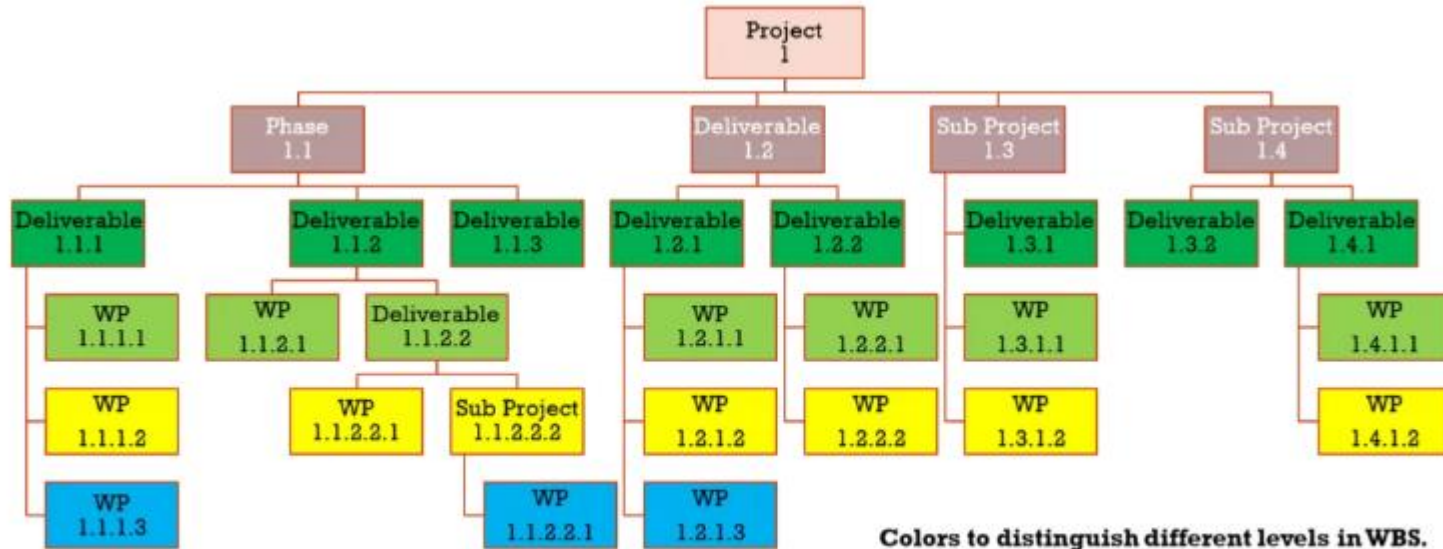 Project
1
Phase
1.1
Deliverable
1.2
Sub Project
1.3
Sub Project
1.4
Deliverable
1.1.1
Deliverable
1.1.2
Deliverable
1.1.3
Deliverable
1.2.1
Deliverable
1.2.2
Deliverable
1.3.1
Deliverable
1.3.2
Deliverable
1.4.1
WP
1.1.1.1
WP
1.1.2.1
Deliverable
1.1.2.2
WP
1.2.1.1
WP
1.2.2.1
WP
1.3.1.1
WP
1.4.1.1
WP
1.1.1.2
WP
1.1.2.2.1
Sub Project
1.1.2.2.2
WP
1.2.1.2
WP
1.2.2.2
WP
1.3.1.2
WP
1.4.1.2
WP
1.1.1.3
WP
1.1.2.2.1
WP
1.2.1.3
Colors to distinguish different levels in WBS.